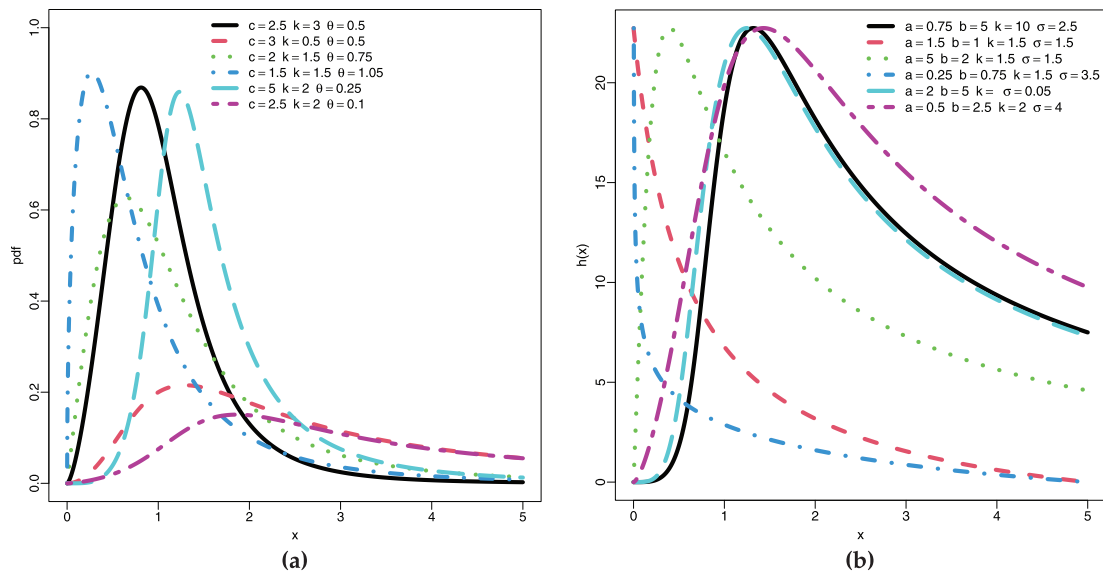 c = 2.5 k = 3 θ = 0.5
c = 3 k = 0.5 θ = 0.5
c = 2 k = 1.5 θ = 0.75
c = 1.5 k = 1.5 θ = 1.05
c = 5 k = 2 θ = 0.25
c = 2.5 k = 2 θ = 0.1
1.0
0.8
0.6
0.4
0.2
0.0
pdf
0 1 2 3 4 5
x
(a)
a = 0.75 b = 5 k = 10 σ = 2.5
a = 1.5 b = 1 k = 1.5 σ = 1.5
a = 5 b = 2 k = 1.5 σ = 1.5
a = 0.25 b = 0.75 k = 1.5 σ = 3.5
a = 2 b = 5 k = σ = 0.05
a = 0.5 b = 2.5 k = 2 σ = 4
20
15
10
5
0
h(x)
0 1 2 3 4 5
x
(b)